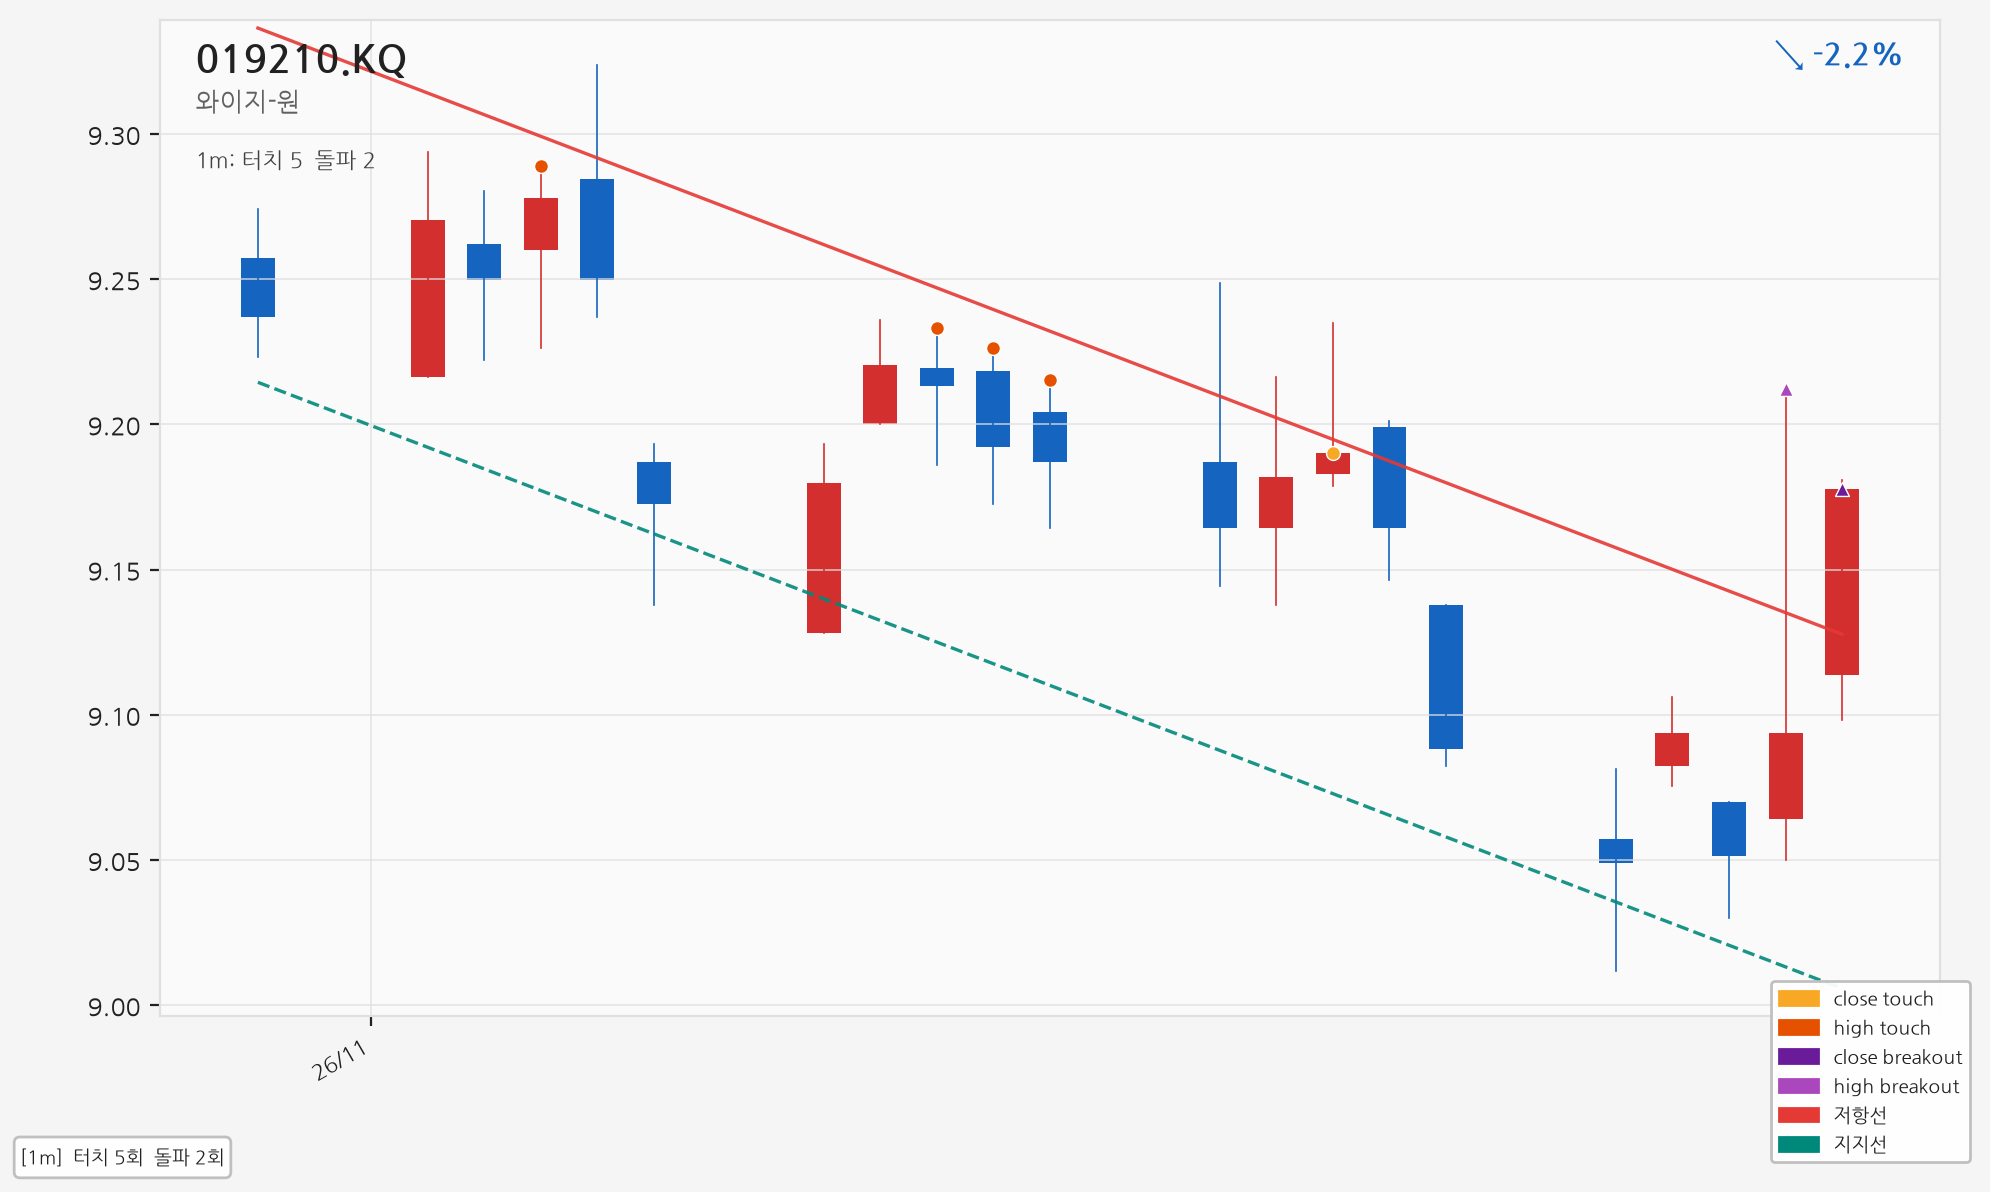 019210.KQ
와이지-원
-2.2%
1m: 터치 5 돌파 2
9.30
9.25
9.20
9.15
9.10
9.05
9.00
26/11
close touch
high touch
close breakout
high breakout
저항선
지지선
[1m] 터치 5회 돌파 2회